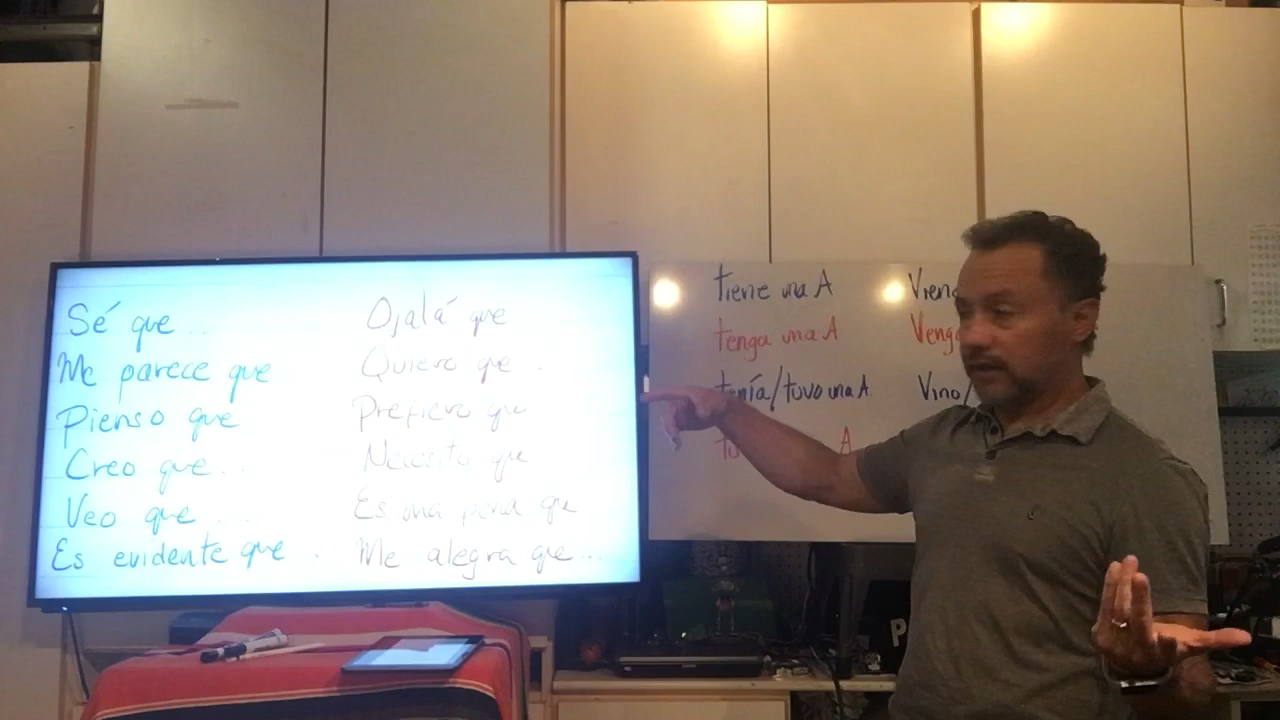 Sé que ...
Me parece que
Pienso que
Creo que ...
Veo que ....
Es evidente que .
Ojalá que
Quiero que .
Prefiero que
Necesito que
Es una pena que
Me alegra que ...
tiene una A
tenga una A
tenía/tuvo una A.
A
Vino/
P